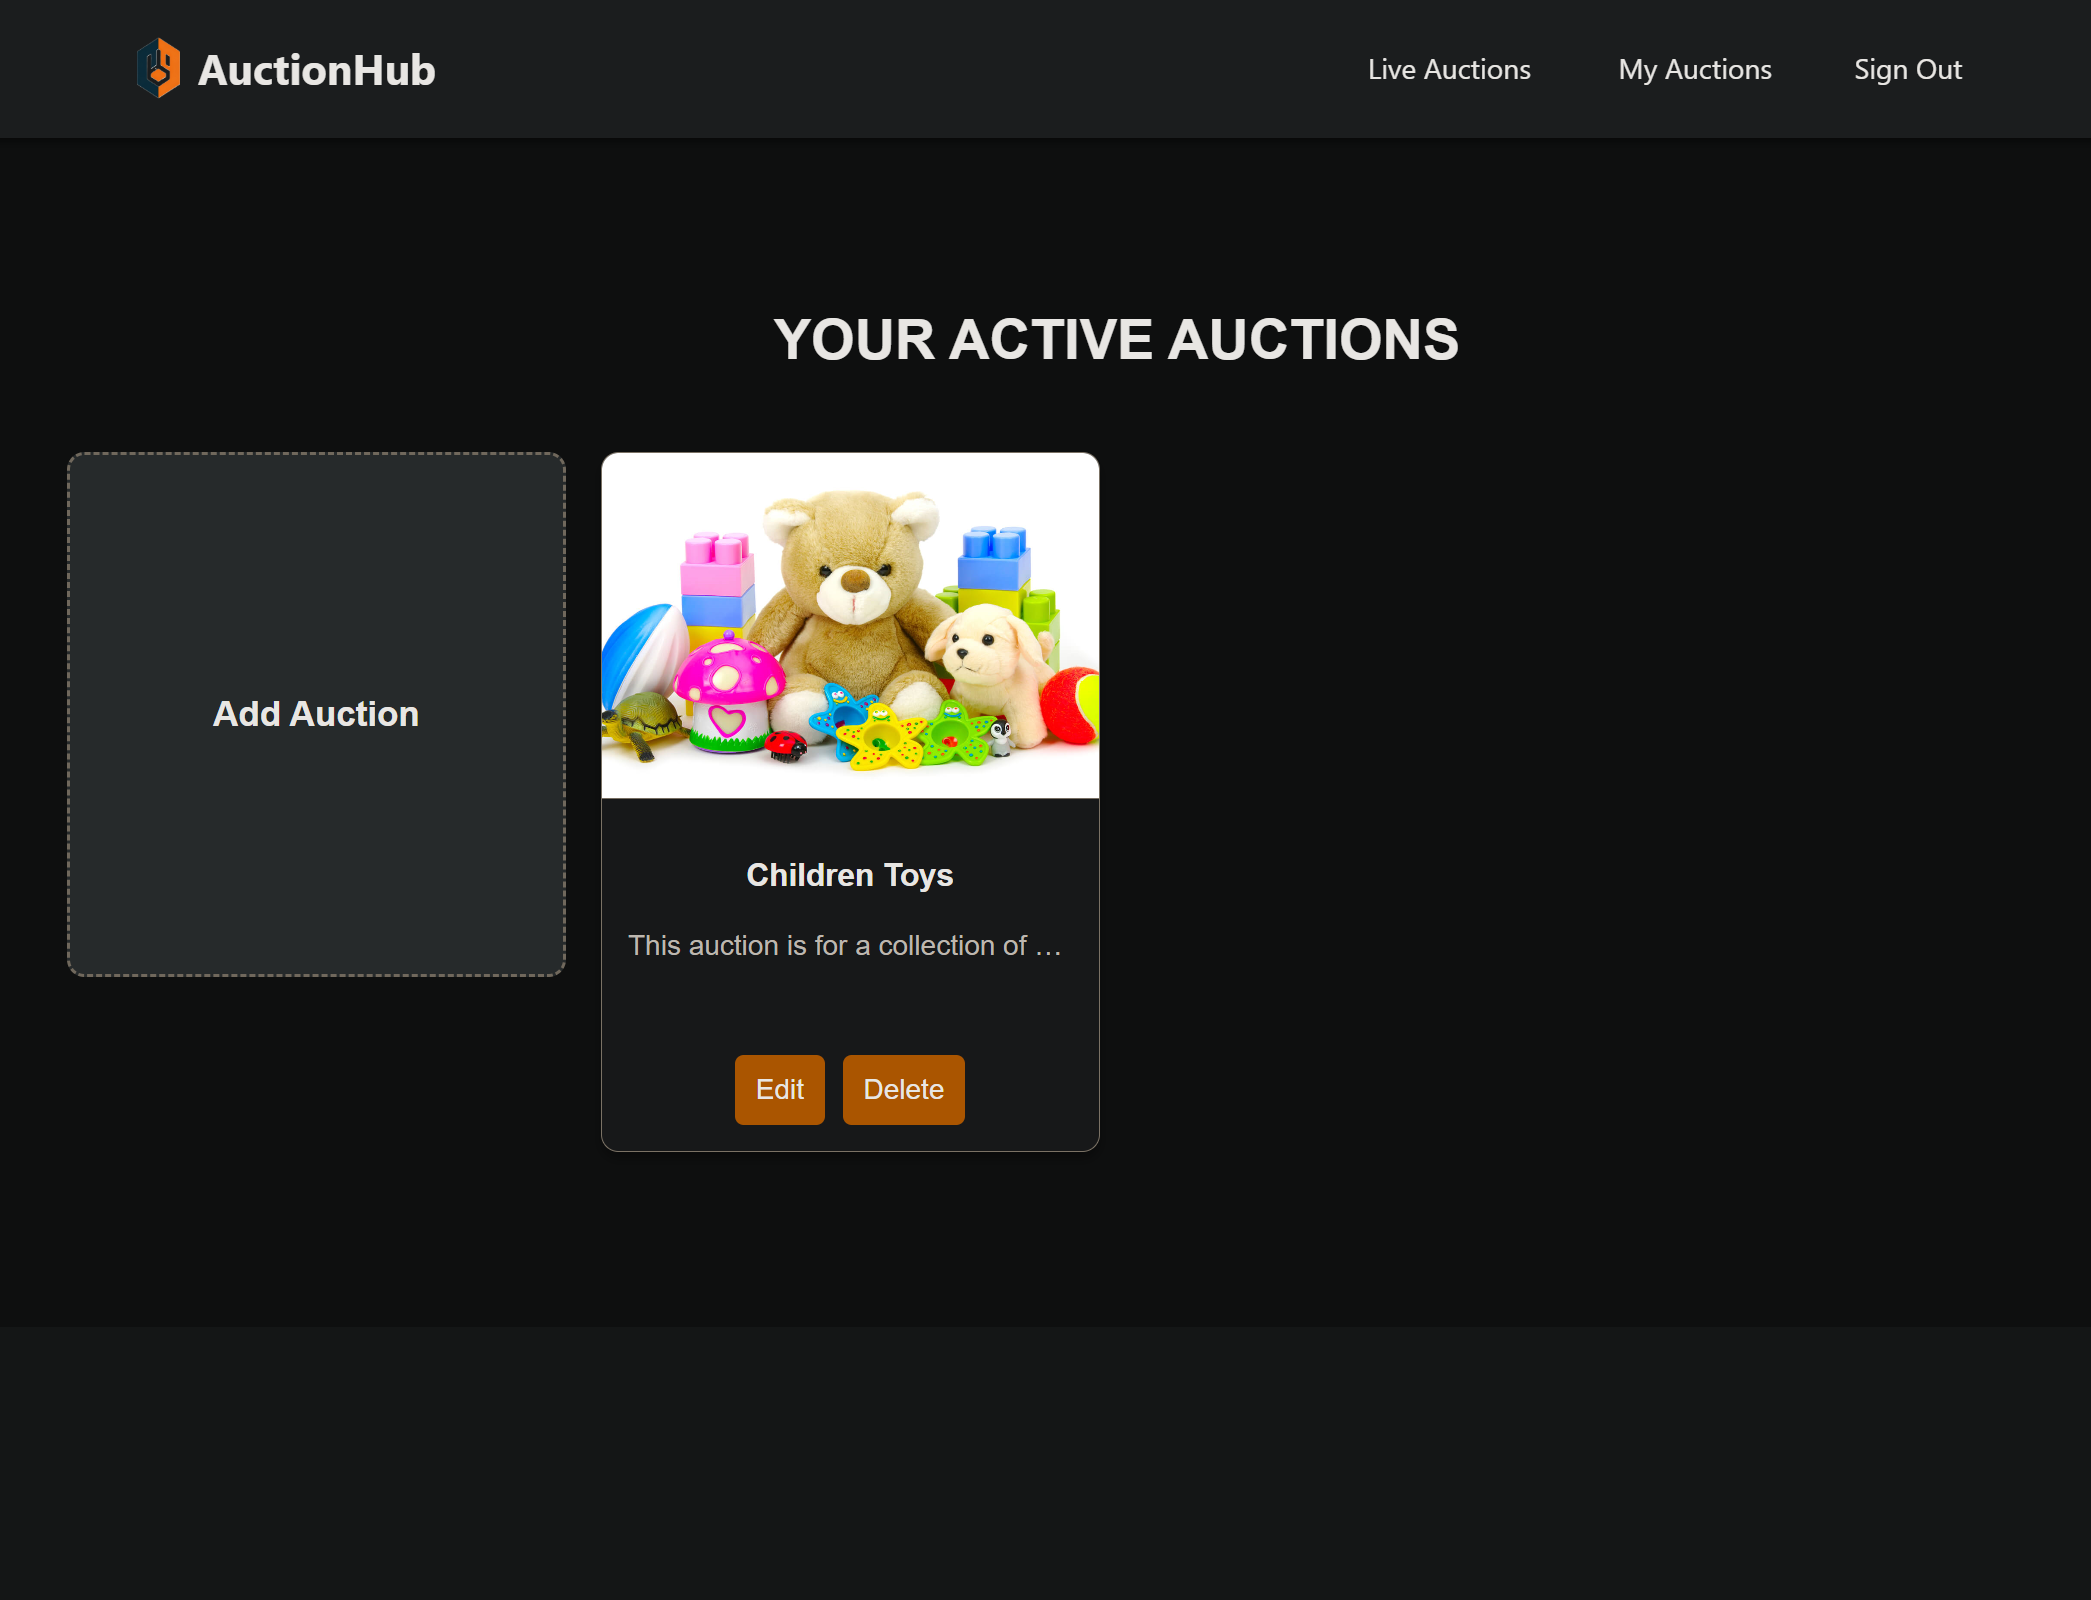 AuctionHub
Live Auctions
My Auctions
Sign Out
YOUR ACTIVE AUCTIONS
Add Auction
Children Toys
This auction is for a collection of …
Edit
Delete